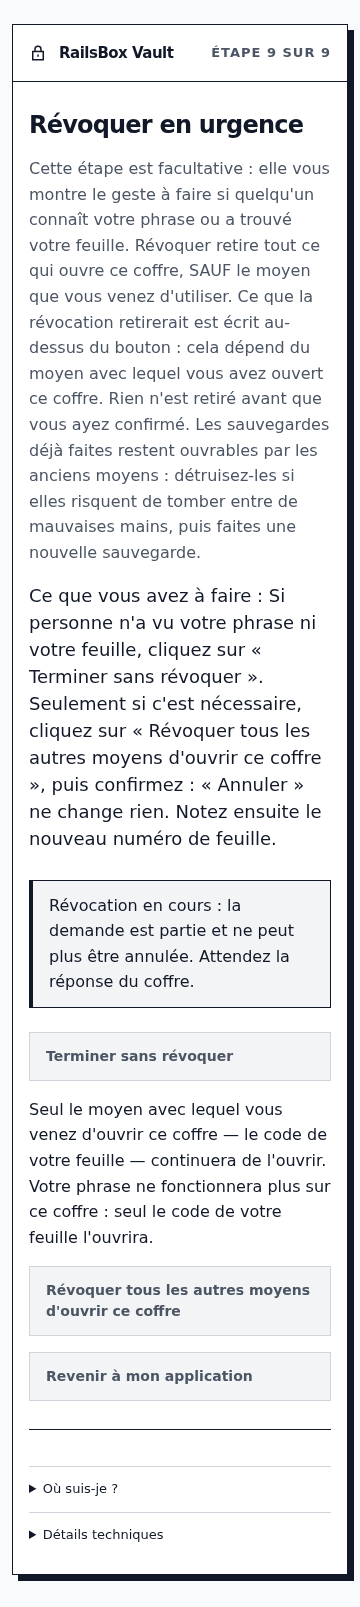 RailsBox Vault
ÉTAPE 9 SUR 9
Révoquer en urgence
Cette étape est facultative : elle vous
montre le geste à faire si quelqu'un
connaît votre phrase ou a trouvé
votre feuille. Révoquer retire tout ce
qui ouvre ce coffre, SAUF le moyen
que vous venez d'utiliser. Ce que la
révocation retirerait est écrit au-
dessus du bouton : cela dépend du
moyen avec lequel vous avez ouvert
ce coffre. Rien n'est retiré avant que
vous ayez confirmé. Les sauvegardes
déjà faites restent ouvrables par les
anciens moyens : détruisez-les si
elles risquent de tomber entre de
mauvaises mains, puis faites une
nouvelle sauvegarde.
Ce que vous avez à faire : Si
personne n'a vu votre phrase ni
votre feuille, cliquez sur «
Terminer sans révoquer ».
Seulement si c'est nécessaire,
cliquez sur « Révoquer tous les
autres moyens d'ouvrir ce coffre
», puis confirmez : « Annuler »
ne change rien. Notez ensuite le
nouveau numéro de feuille.
Révocation en cours : la
demande est partie et ne peut
plus être annulée. Attendez la
réponse du coffre.
Terminer sans révoquer
Seul le moyen avec lequel vous
venez d'ouvrir ce coffre — le code de
votre feuille — continuera de l'ouvrir.
Votre phrase ne fonctionnera plus sur
ce coffre : seul le code de votre
feuille l'ouvrira.
Révoquer tous les autres moyens
d'ouvrir ce coffre
Revenir à mon application
Où suis-je ?
Détails techniques